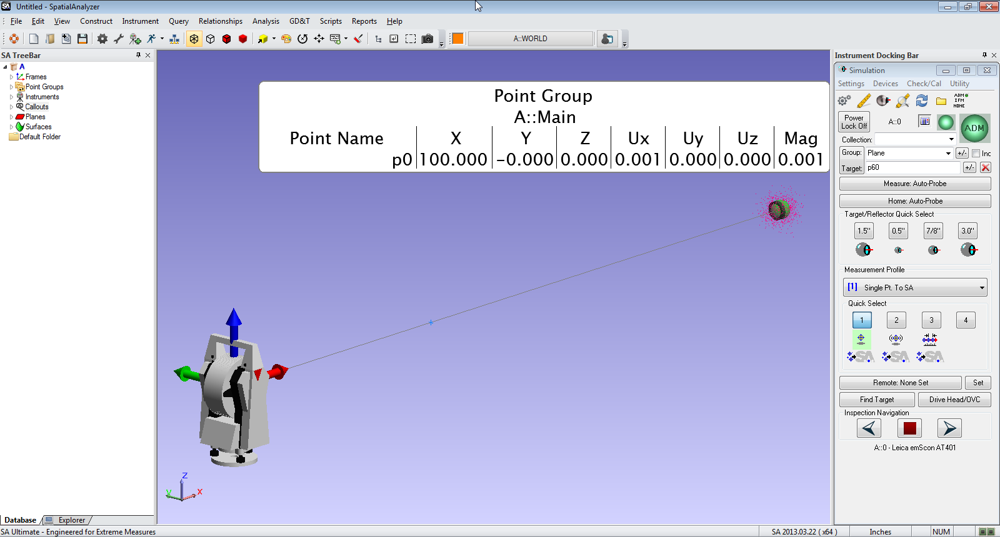 Untitled - SpatialAnalyzer
File Edit View Construct Instrument Query Relationships Analysis GD&T Scripts Reports Help
A::WORLD
SA TreeBar
A
Frames
Point Groups
Instruments
Callouts
Planes
Surfaces
Default Folder
Database Explorer
Point Group
A::Main
Point Name X Y Z Ux Uy Uz Mag
p0 100.000 -0.000 0.000 0.001 0.000 0.000 0.001
Z
Y
X
Instrument Docking Bar
Simulation
Settings Devices Check/Cal Utility
ADM
IFM
NONE
Power
Lock Off
A::0
ADM
Collection:
Group: Plane +/- Inc
Target: p60 +/-
Measure: Auto-Probe
Home: Auto-Probe
Target/Reflector Quick Select
1.5" 0.5" 7/8" 3.0"
Measurement Profile
[1] Single Pt. To SA
Quick Select
1 2 3 4
SA SA SA
Remote: None Set Set
Find Target Drive Head/OVC
Inspection Navigation
A::0 - Leica emScon AT401
SA Ultimate - Engineered for Extreme Measures
SA 2013.03.22 ( x64 ) Inches NUM